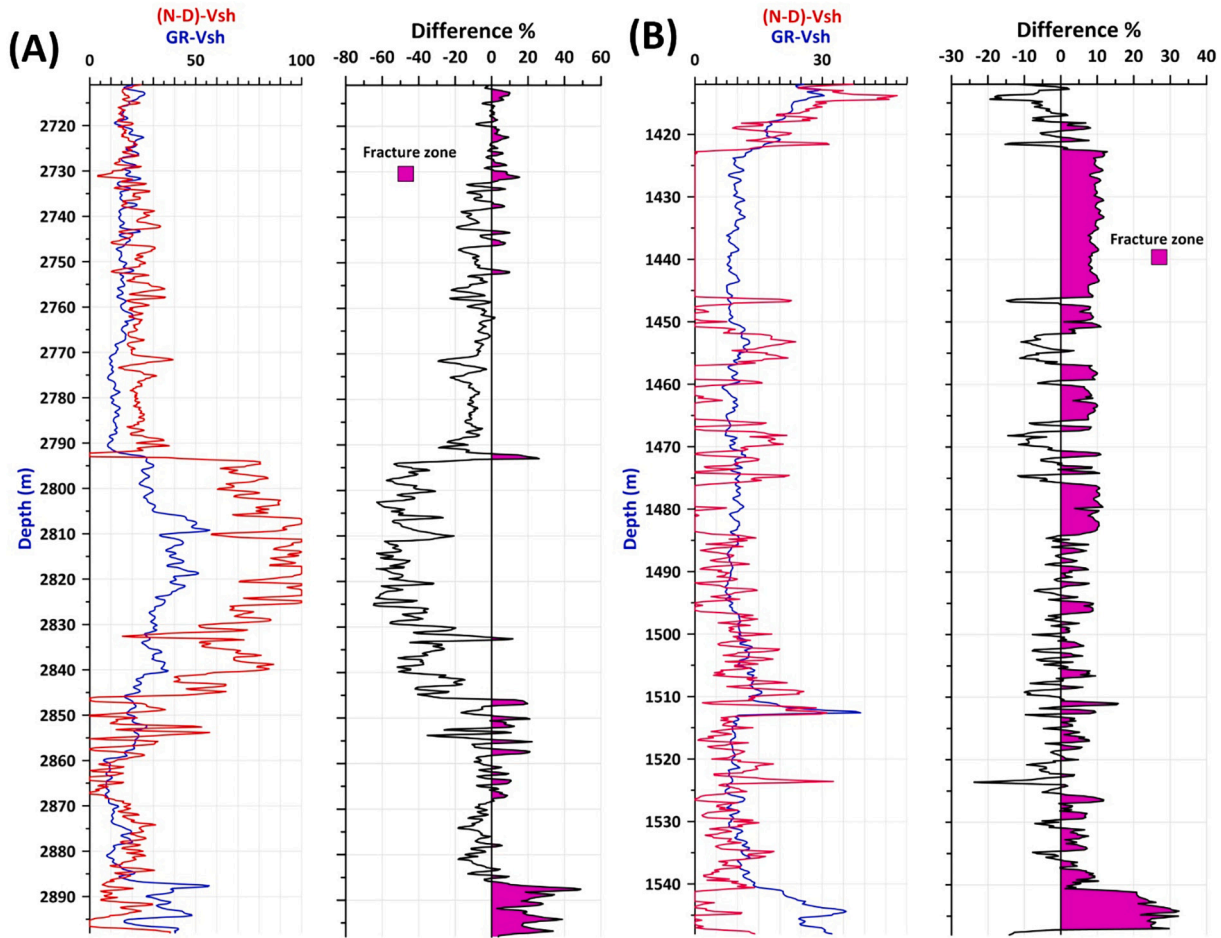 (A)
(N-D)-Vsh
GR-Vsh
0 50 100
Difference %
-80 -60 -40 -20 0 20 40 60
Fracture zone
Depth (m)
2720
2730
2740
2750
2760
2770
2780
2790
2800
2810
2820
2830
2840
2850
2860
2870
2880
2890
(B)
(N-D)-Vsh
GR-Vsh
0 30
Difference %
-30 -20 -10 0 10 20 30 40
Fracture zone
Depth (m)
1420
1430
1440
1450
1460
1470
1480
1490
1500
1510
1520
1530
1540